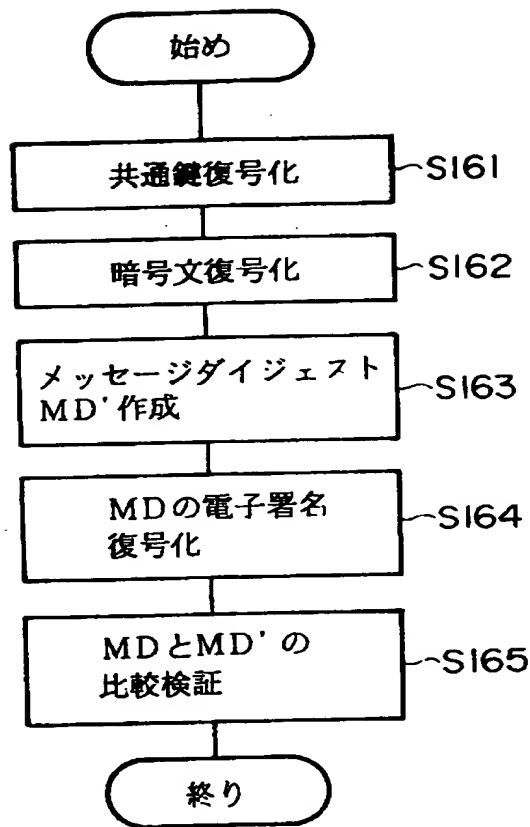 始め
共通鍵復号化
S161
暗号文復号化
S162
メッセージダイジェスト
MD'作成
S163
MDの電子署名
復号化
S164
MDとMD'の
比較検証
S165
終り